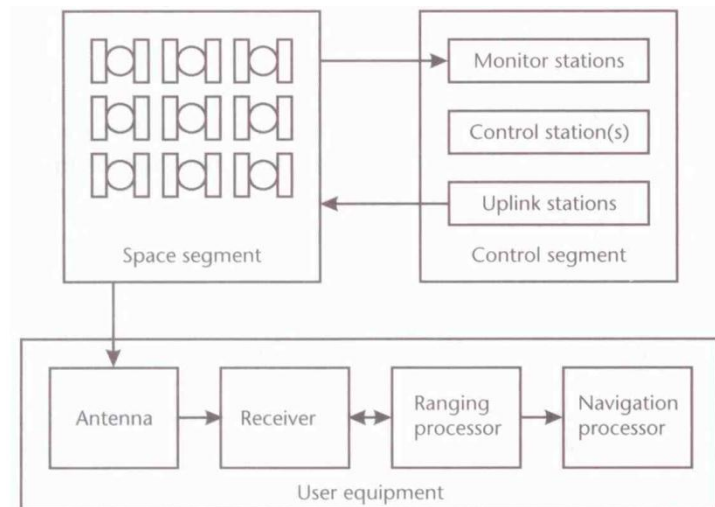 Monitor stations
Control station(s)
Uplink stations
Space segment
Control segment
Antenna
Receiver
Ranging
processor
Navigation
processor
User equipment